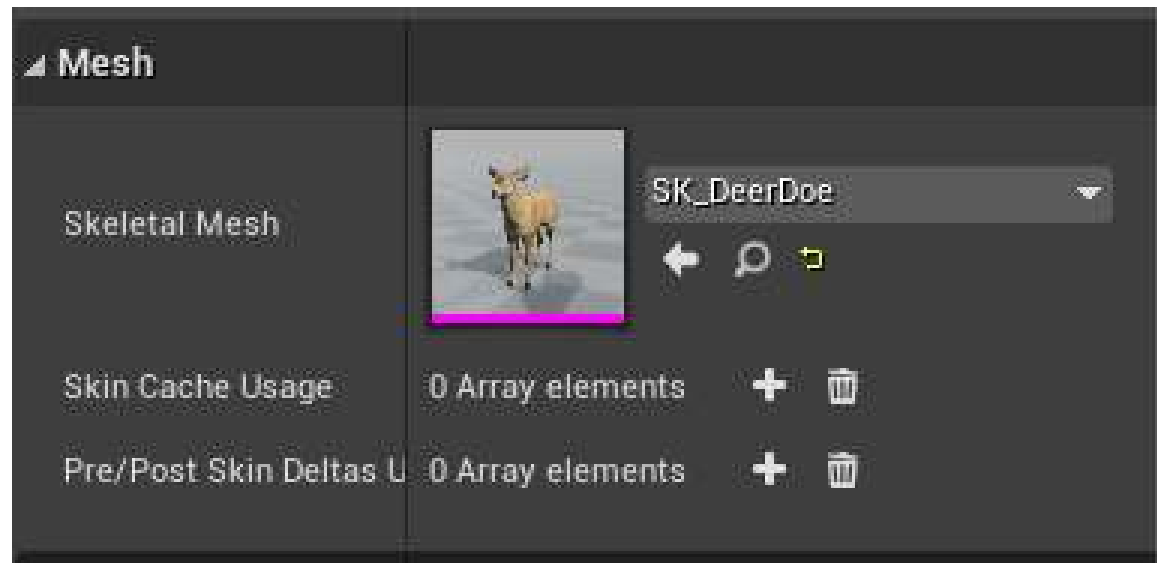 Mesh
Skeletal Mesh
SK_DeerDoe
Skin Cache Usage 0 Array elements
Pre/Post Skin Deltas U 0 Array elements